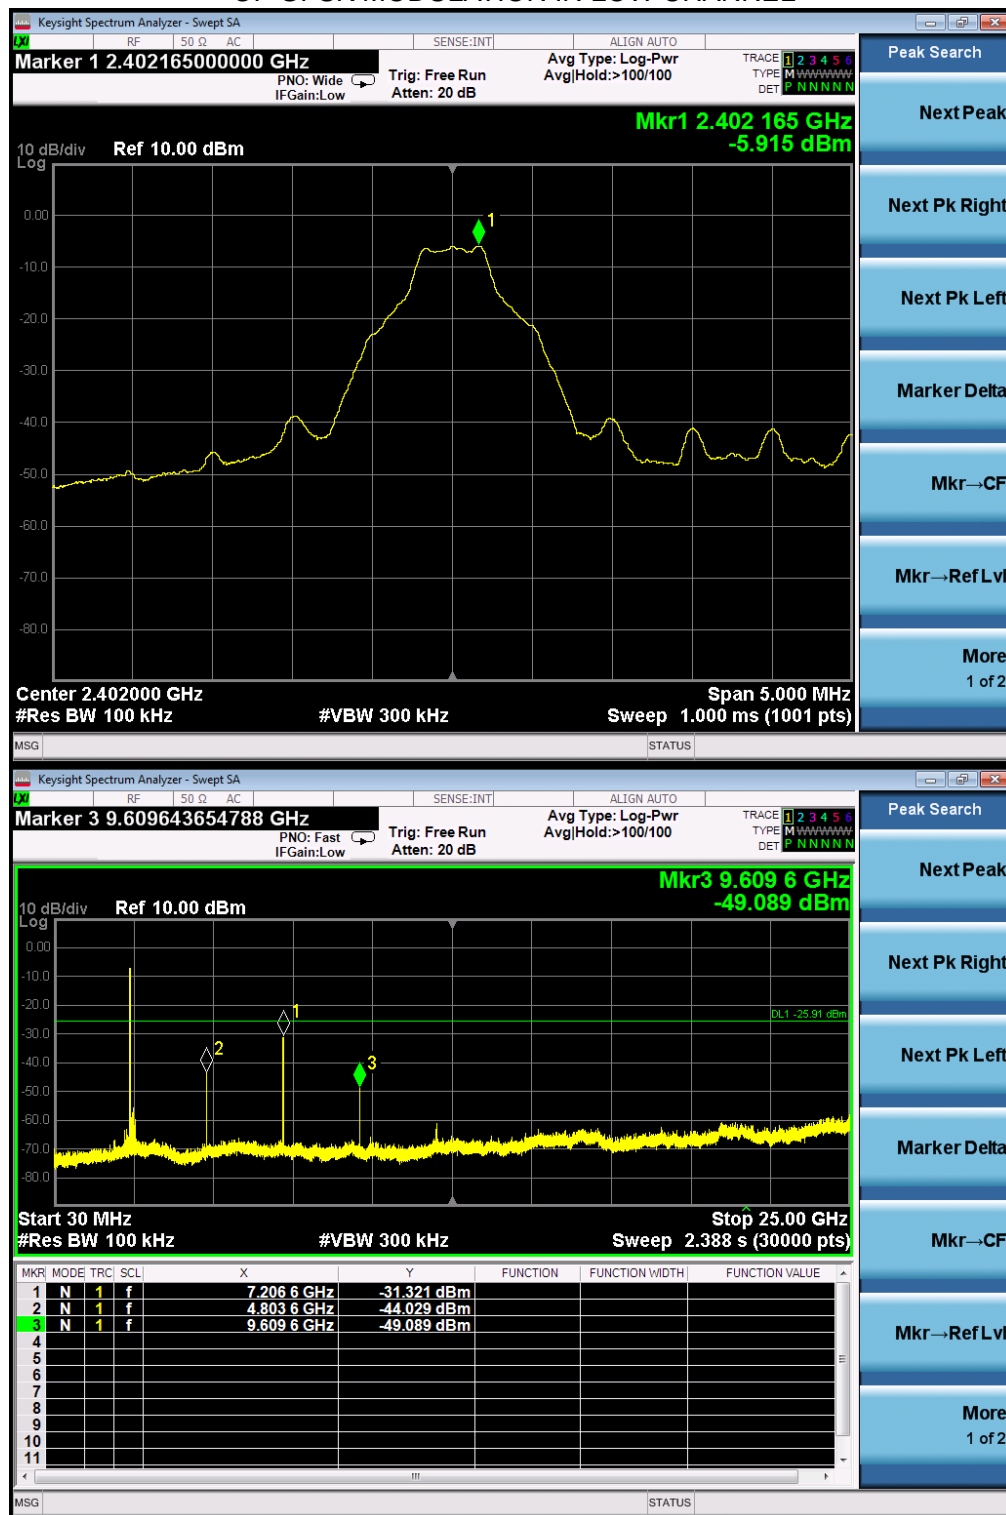 Keysight Spectrum Analyzer - Swept SA
LXI RF 50 Ω AC SENSE:INT ALIGN AUTO
Marker 1 2.402165000000 GHz
PNO: Wide
IFGain:Low
Trig: Free Run
Atten: 20 dB
Avg Type: Log-Pwr
Avg|Hold:>100/100
TRACE 1 2 3 4 5 6
TYPE M W W W W W
DET P N N N N N
Mkr1 2.402 165 GHz
-5.915 dBm
10 dB/div Ref 10.00 dBm
Log
1
0.00
-10.0
-20.0
-30.0
-40.0
-50.0
-60.0
-70.0
-80.0
Center 2.402000 GHz Span 5.000 MHz
#Res BW 100 kHz #VBW 300 kHz Sweep 1.000 ms (1001 pts)
MSG STATUS
Peak Search
Next Peak
Next Pk Right
Next Pk Left
Marker Delta
Mkr→CF
Mkr→Ref Lvl
More
1 of 2
Keysight Spectrum Analyzer - Swept SA
LXI RF 50 Ω AC SENSE:INT ALIGN AUTO
Marker 3 9.609643654788 GHz
PNO: Fast
IFGain:Low
Trig: Free Run
Atten: 20 dB
Avg Type: Log-Pwr
Avg|Hold:>100/100
TRACE 1 2 3 4 5 6
TYPE M W W W W W
DET P N N N N N
Mkr3 9.609 6 GHz
-49.089 dBm
10 dB/div Ref 10.00 dBm
Log
0.00
-10.0
-20.0
-30.0
-40.0
-50.0
-60.0
-70.0
-80.0
1
2
3
DL1 -25.91 dBm
Start 30 MHz Stop 25.00 GHz
#Res BW 100 kHz #VBW 300 kHz Sweep 2.388 s (30000 pts)
MKR MODE TRC SCL X Y FUNCTION FUNCTION WIDTH FUNCTION VALUE
1 N 1 f 7.206 6 GHz -31.321 dBm
2 N 1 f 4.803 6 GHz -44.029 dBm
3 N 1 f 9.609 6 GHz -49.089 dBm
4
5
6
7
8
9
10
11
MSG STATUS
Peak Search
Next Peak
Next Pk Right
Next Pk Left
Marker Delta
Mkr→CF
Mkr→Ref Lvl
More
1 of 2